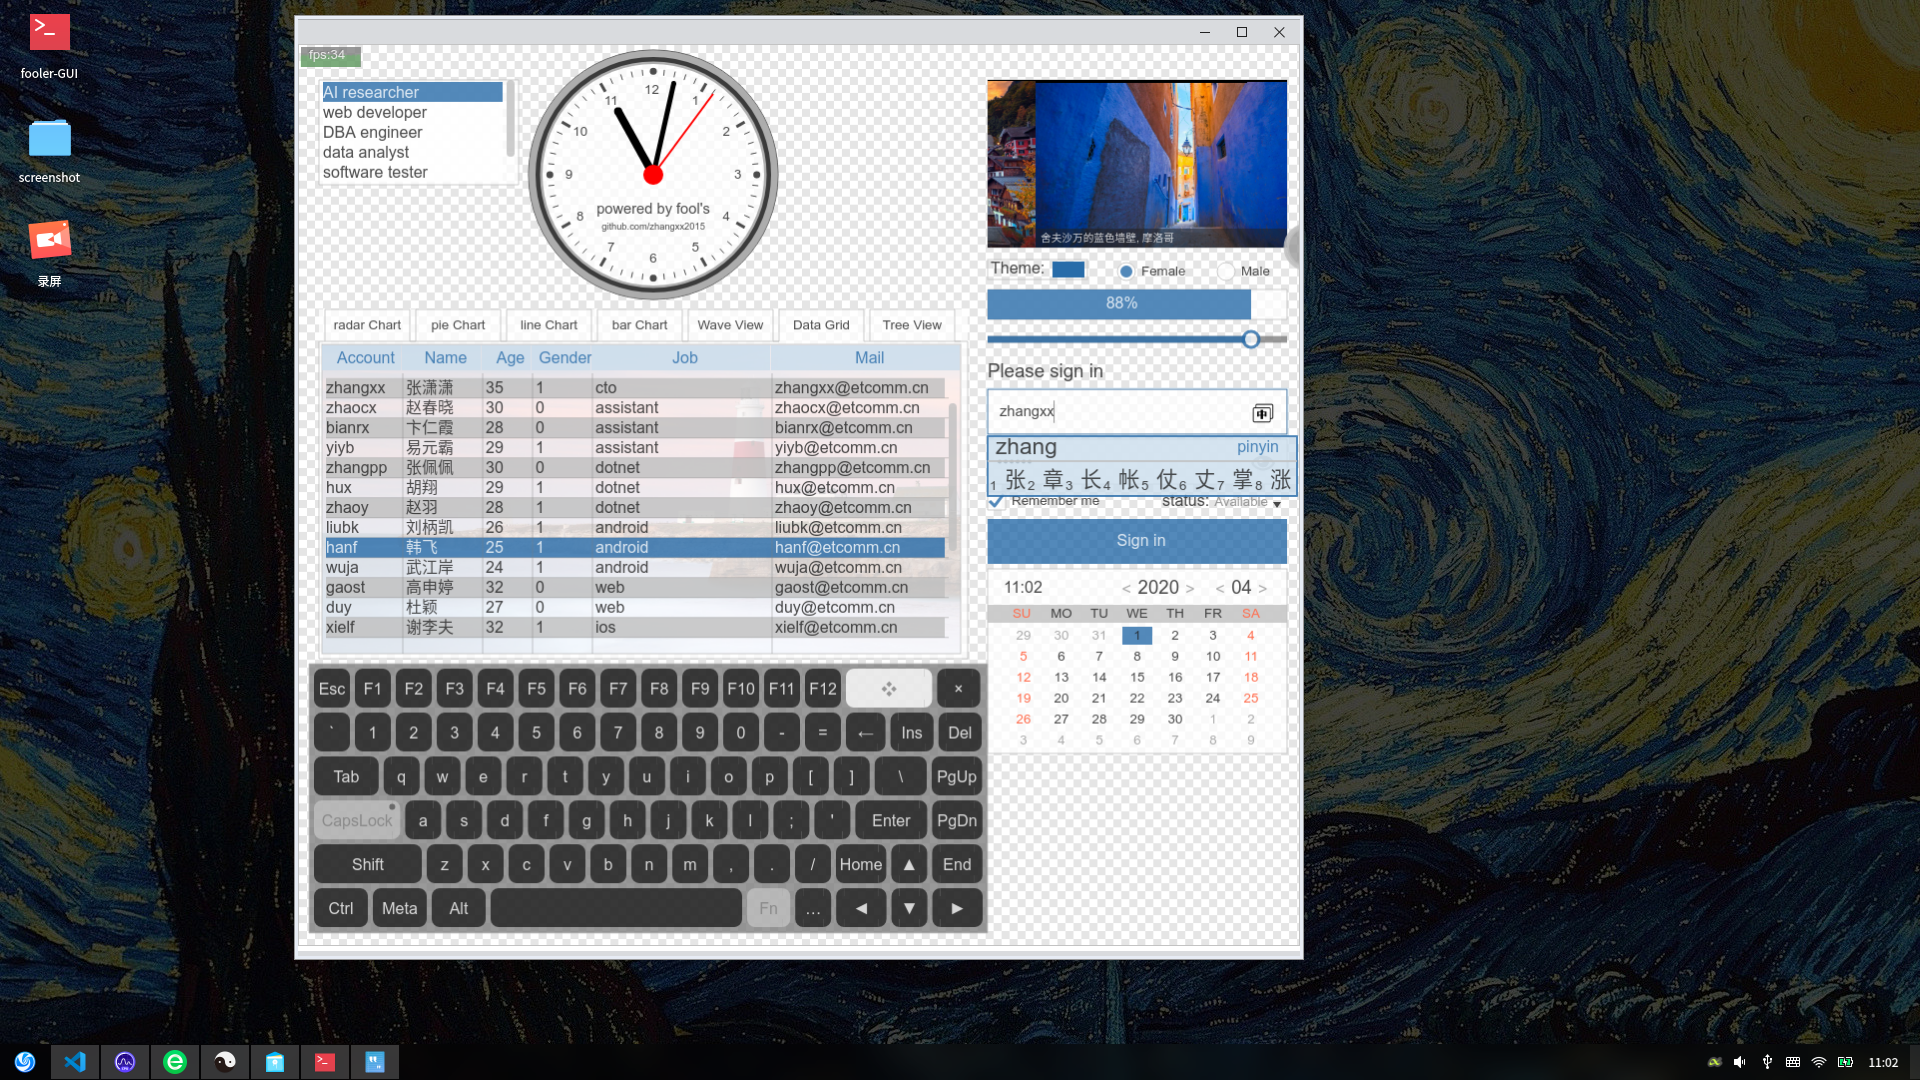 fooler-GUI
screenshot
录屏
fps:34
AI researcher
web developer
DBA engineer
data analyst
software tester
12
1
2
3
4
5
6
7
8
9
10
11
powered by fool's
github.com/zhangxx2015
舍夫沙万的蓝色墙壁, 摩洛哥
Theme: Female Male
88%
Please sign in
zhangxx 中
zhang pinyin
1 张 2 章 3 长 4 帐 5 仗 6 丈 7 掌 8 涨
Remember me status: Available
Sign in
radar Chart pie Chart line Chart bar Chart Wave View Data Grid Tree View
Account Name Age Gender Job Mail
zhangxx 张潇潇 35 1 cto zhangxx@etcomm.cn
zhaocx 赵春晓 30 0 assistant zhaocx@etcomm.cn
bianrx 卞仁霞 28 0 assistant bianrx@etcomm.cn
yiyb 易元霸 29 1 assistant yiyb@etcomm.cn
zhangpp 张佩佩 30 0 dotnet zhangpp@etcomm.cn
hux 胡翔 29 1 dotnet hux@etcomm.cn
zhaoy 赵羽 28 1 dotnet zhaoy@etcomm.cn
liubk 刘柄凯 26 1 android liubk@etcomm.cn
hanf 韩飞 25 1 android hanf@etcomm.cn
wuja 武江岸 24 1 android wuja@etcomm.cn
gaost 高申婷 32 0 web gaost@etcomm.cn
duy 杜颖 27 0 web duy@etcomm.cn
xielf 谢李夫 32 1 ios xielf@etcomm.cn
11:02 < 2020 > < 04 >
SU MO TU WE TH FR SA
29 30 31 1 2 3 4
5 6 7 8 9 10 11
12 13 14 15 16 17 18
19 20 21 22 23 24 25
26 27 28 29 30 1 2
3 4 5 6 7 8 9
Esc F1 F2 F3 F4 F5 F6 F7 F8 F9 F10 F11 F12 ×
` 1 2 3 4 5 6 7 8 9 0 - = ← Ins Del
Tab q w e r t y u i o p [ ] \ PgUp
CapsLock a s d f g h j k l ; ' Enter PgDn
Shift z x c v b n m , . / Home ▲ End
Ctrl Meta Alt Fn ... ◄ ▼ ►
11:02